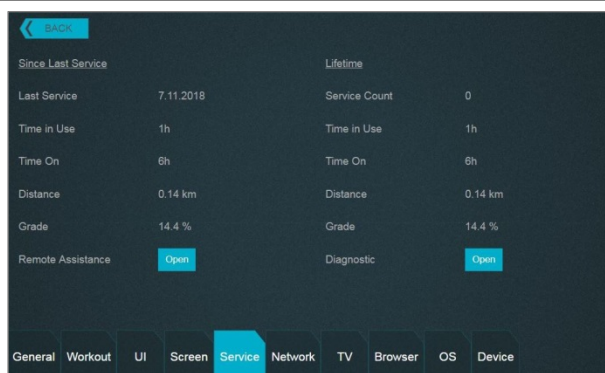 BACK
Since Last Service Lifetime
Last Service 7.11.2018 Service Count 0
Time in Use 1h Time in Use 1h
Time On 6h Time On 6h
Distance 0.14 km Distance 0.14 km
Grade 14.4 % Grade 14.4 %
Remote Assistance Open Diagnostic Open
General Workout UI Screen Service Network TV Browser OS Device